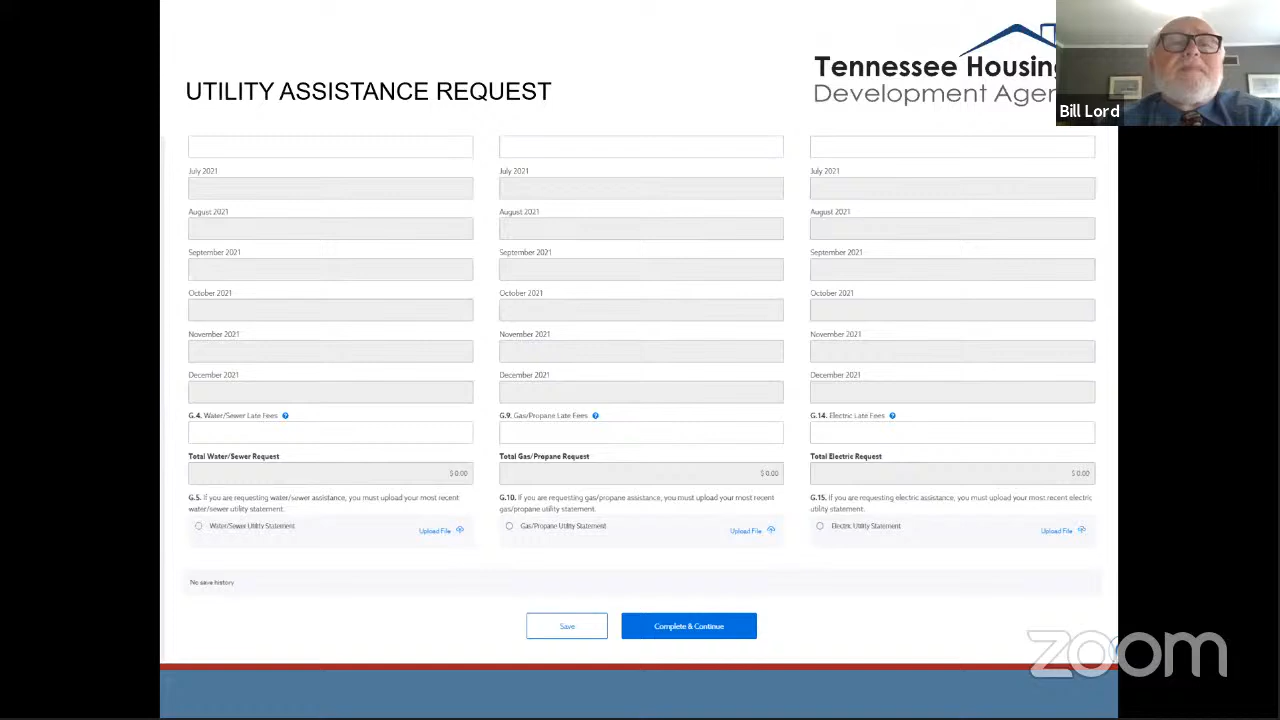 Tennessee Housing
Development Agen
UTILITY ASSISTANCE REQUEST
Bill Lord
July 2021
July 2021
July 2021
August 2021
August 2021
August 2021
September 2021
September 2021
September 2021
October 2021
October 2021
October 2021
November 2021
November 2021
November 2021
December 2021
December 2021
December 2021
G.4. Water/Sewer Late Fees ?
G.9. Gas/Propane Late Fees ?
G.14. Electric Late Fees ?
Total Water/Sewer Request
Total Gas/Propane Request
Total Electric Request
$ 0.00
$ 0.00
$ 0.00
G.5. If you are requesting water/sewer assistance, you must upload your most recent
water/sewer utility statement.
G.10. If you are requesting gas/propane assistance, you must upload your most recent
gas/propane utility statement.
G.15. If you are requesting electric assistance, you must upload your most recent electric
utility statement.
Water/Sewer Utility Statement
Upload File
Gas/Propane Utility Statement
Upload File
Electric Utility Statement
Upload File
No save history
Save
Complete & Continue
zoom